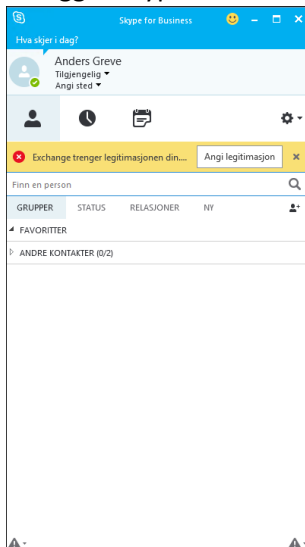 Skype for Business
Hva skjer i dag?
Anders Greve
Tilgjengelig
Angi sted
Exchange trenger legitimasjonen din....
Angi legitimasjon
Finn en person
GRUPPER STATUS RELASJONER NY
FAVORITTER
ANDRE KONTAKTER (0/2)